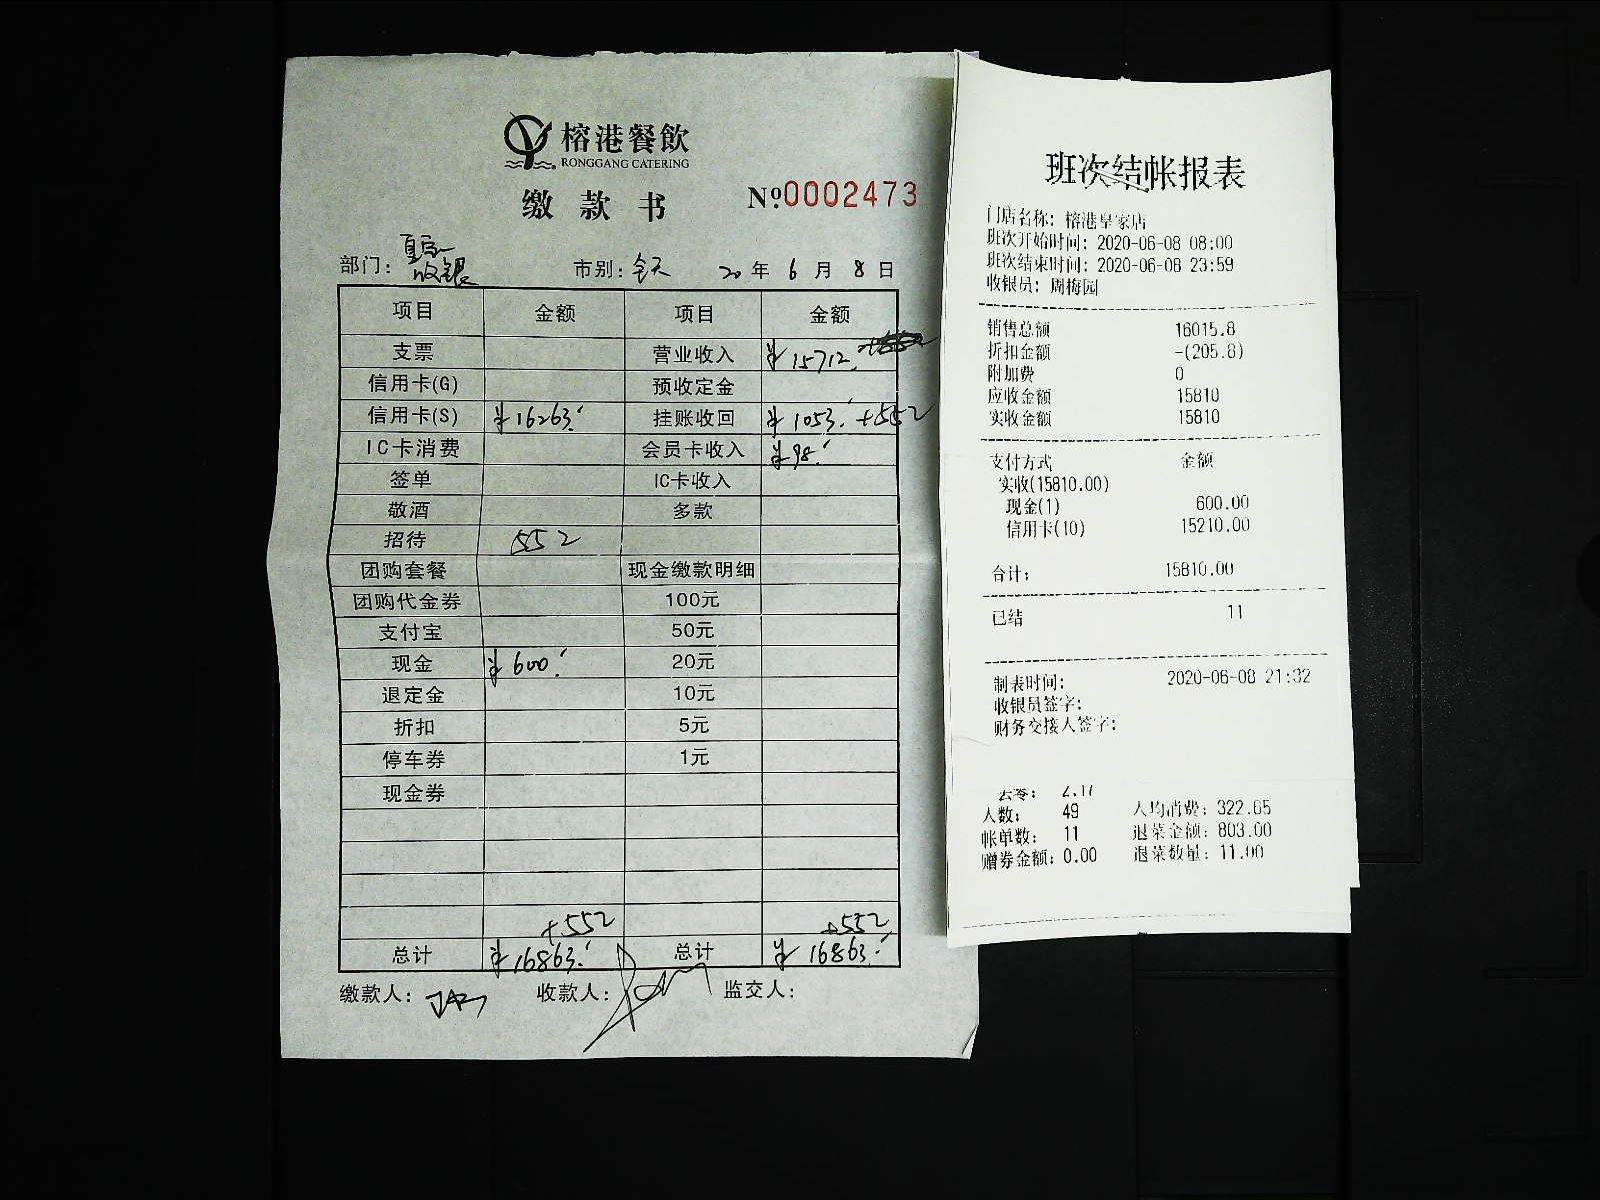 榕港餐飲
RONGGANG CATERING
缴款书 №0002473
部门： 收银 市别：全天 20年6月8日
项目 金额 项目 金额
支票 营业收入 ¥15712.
信用卡(G) 预收定金
信用卡(S) ¥16263. 挂账收回 ¥1053. +552
IC卡消费 会员卡收入 ¥98.
签单 IC卡收入
敬酒 多款
招待 552
团购套餐 现金缴款明细
团购代金券 100元
支付宝 50元
现金 ¥600. 20元
退定金 10元
折扣 5元
停车券 1元
现金券
+552 +552
总计 ¥16863. 总计 ¥16863.
缴款人： 收款人： 监交人：
班次结帐报表
门店名称：榕港皇家店
班次开始时间：2020-06-08 08:00
班次结束时间：2020-06-08 23:59
收银员：周梅园
销售总额 16015.8
折扣金额 -(205.8)
附加费 0
应收金额 15810
实收金额 15810
支付方式 金额
实收(15810.00)
现金(1) 600.00
信用卡(10) 15210.00
合计： 15810.00
已结 11
制表时间： 2020-06-08 21:32
收银员签字：
财务交接人签字：
去零： 2.17
人数： 49 人均消费：322.65
帐单数： 11 退菜金额：803.00
赠券金额：0.00 退菜数量：11.00